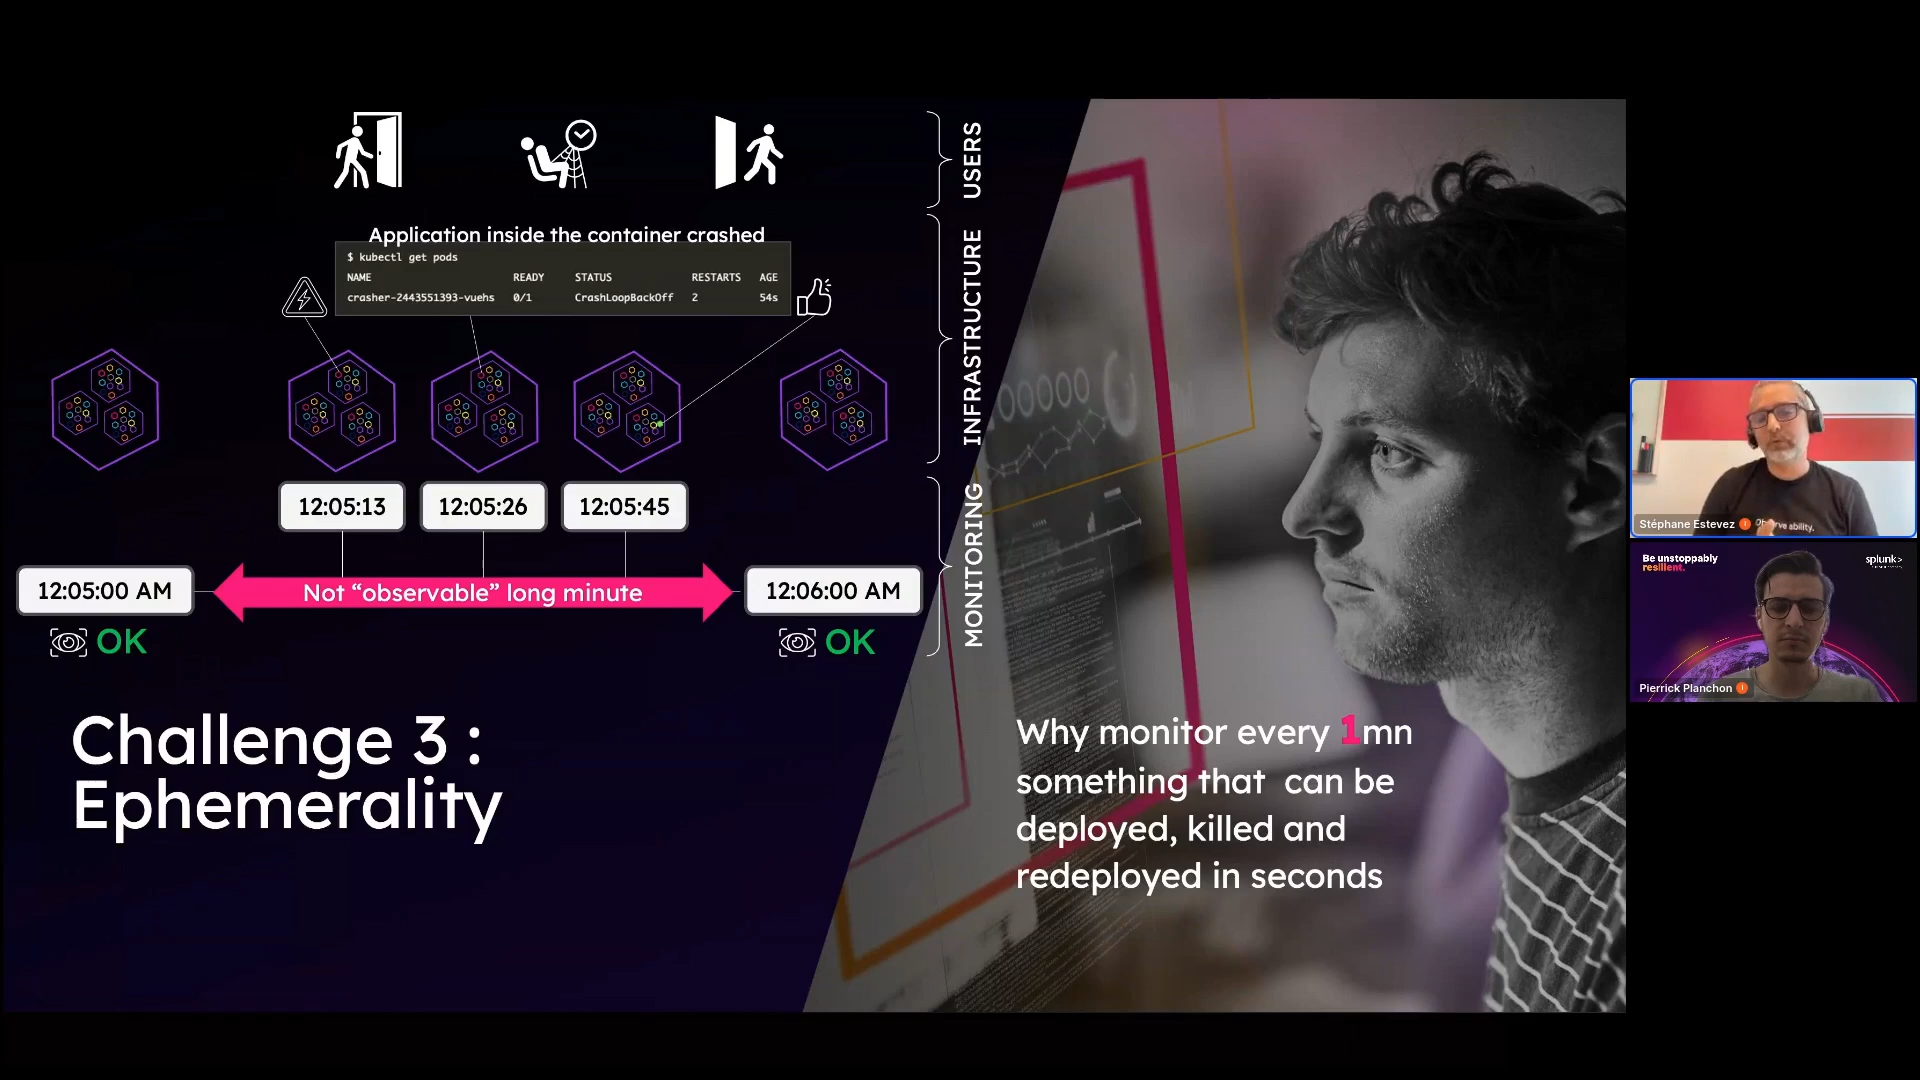 USERS
Application inside the container crashed
$ kubectl get pods
NAME READY STATUS RESTARTS AGE
crasher-2443551393-vuehs 0/1 CrashLoopBackOff 2 54s
INFRASTRUCTURE
12:05:13 12:05:26 12:05:45
MONITORING
12:05:00 AM Not “observable” long minute 12:06:00 AM
OK OK
Challenge 3 :
Ephemerality
Why monitor every 1mn
something that can be
deployed, killed and
redeployed in seconds
Stéphane Estevez
ability.
Be unstoppably
resilient.
splunk>
Pierrick Planchon